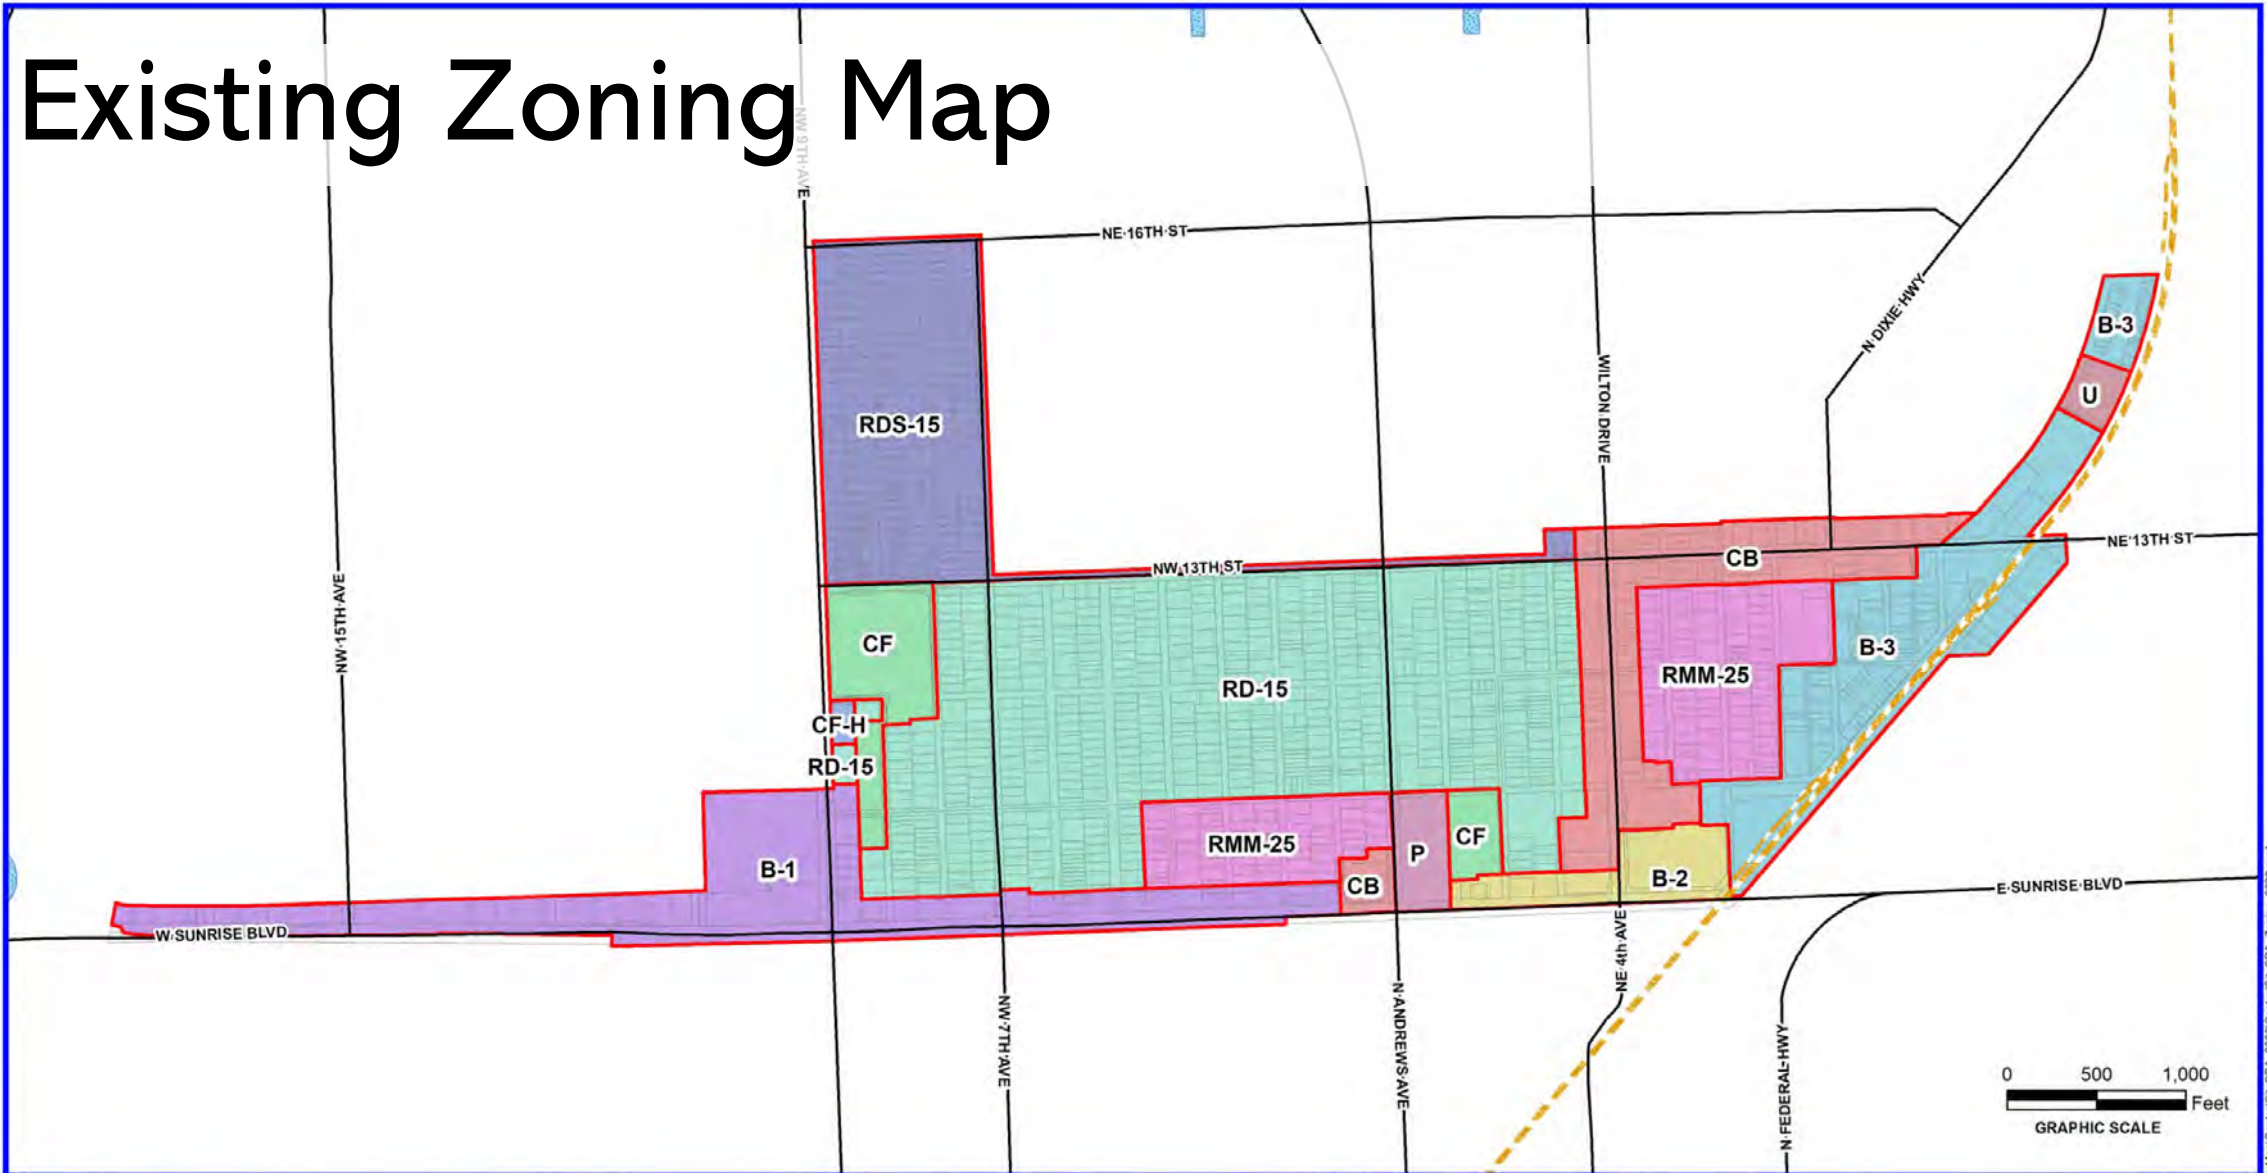 Existing Zoning Map
NW 9TH AVE
NE 16TH ST
N DIXIE HWY
B-3
U
WILTON DRIVE
RDS-15
NW 15TH AVE
NW 13TH ST
CB
NE 13TH ST
CF
RMM-25
B-3
RD-15
CF-H
RD-15
B-1
RMM-25
CB
P
CF
B-2
E SUNRISE BLVD
W SUNRISE BLVD
NE 4th AVE
NW 7TH AVE
N ANDREWS AVE
N FEDERAL HWY
0 500 1,000
Feet
GRAPHIC SCALE